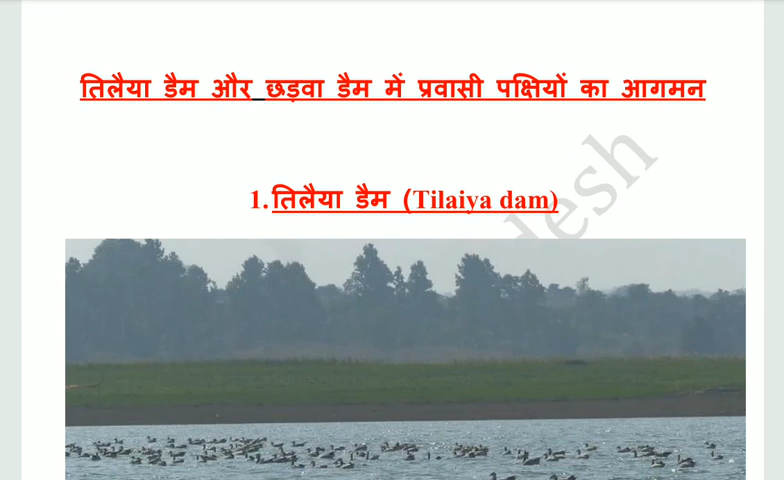 तिलैया डैम और छड़वा डैम में प्रवासी पक्षियों का आगमन
1.तिलैया डैम (Tilaiya dam)